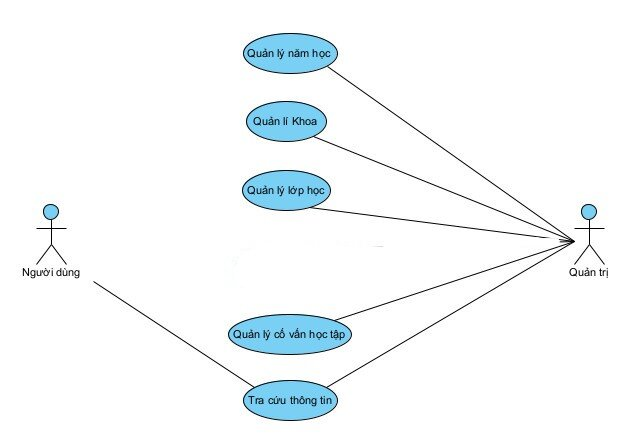 Quản lý năm học
Quản lí Khoa
Quản lý lớp học
Người dùng
Quản trị
Quản lý cố vấn học tập
Tra cứu thông tin